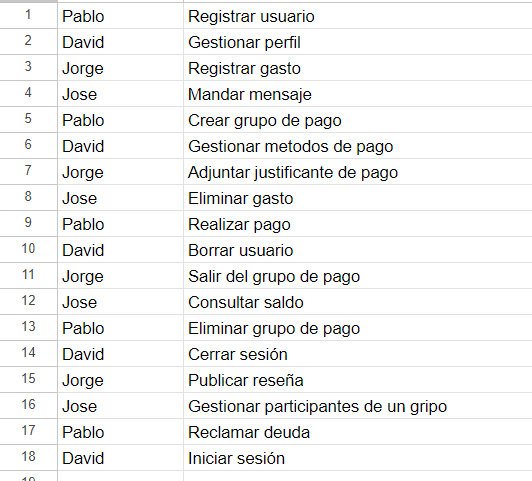 1 Pablo Registrar usuario
2 David Gestionar perfil
3 Jorge Registrar gasto
4 Jose Mandar mensaje
5 Pablo Crear grupo de pago
6 David Gestionar metodos de pago
7 Jorge Adjuntar justificante de pago
8 Jose Eliminar gasto
9 Pablo Realizar pago
10 David Borrar usuario
11 Jorge Salir del grupo de pago
12 Jose Consultar saldo
13 Pablo Eliminar grupo de pago
14 David Cerrar sesión
15 Jorge Publicar reseña
16 Jose Gestionar participantes de un gripo
17 Pablo Reclamar deuda
18 David Iniciar sesión